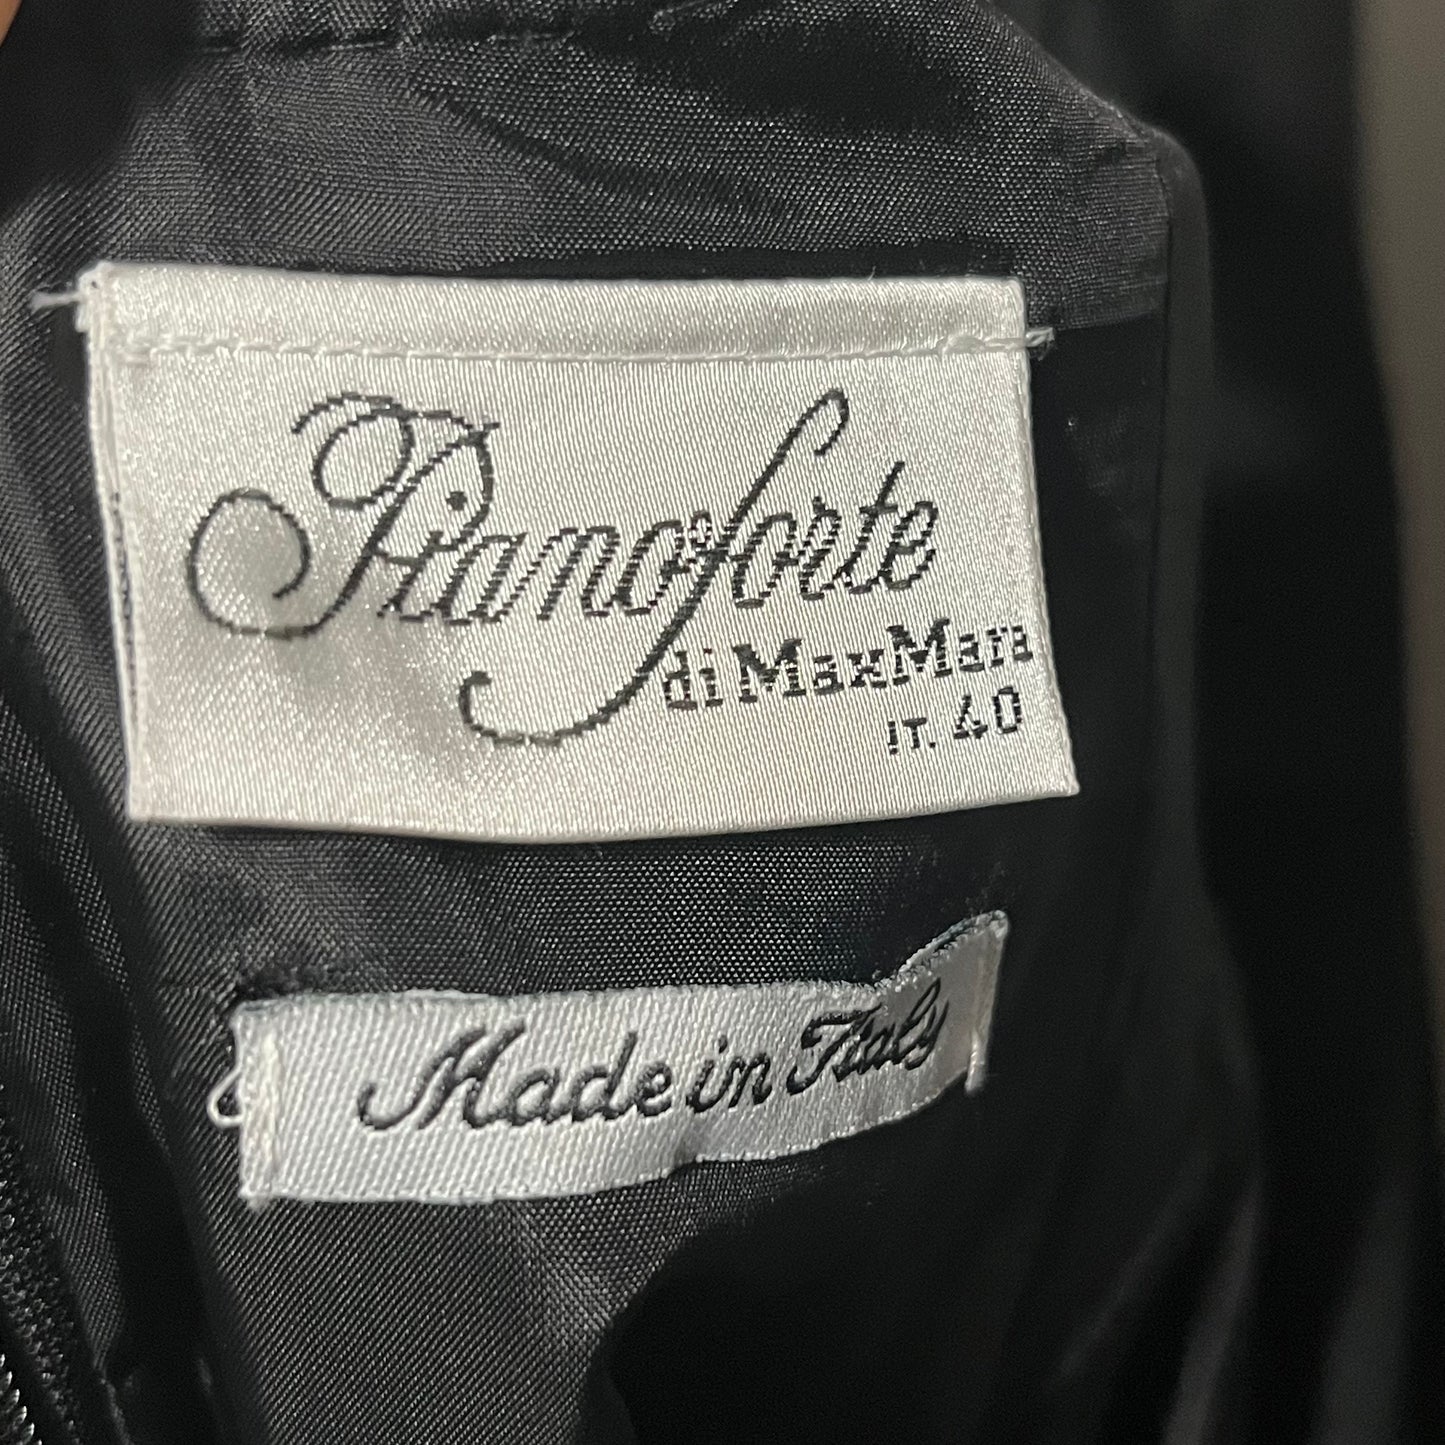 Pianoforte
di MaxMara
IT. 40
Made in Italy